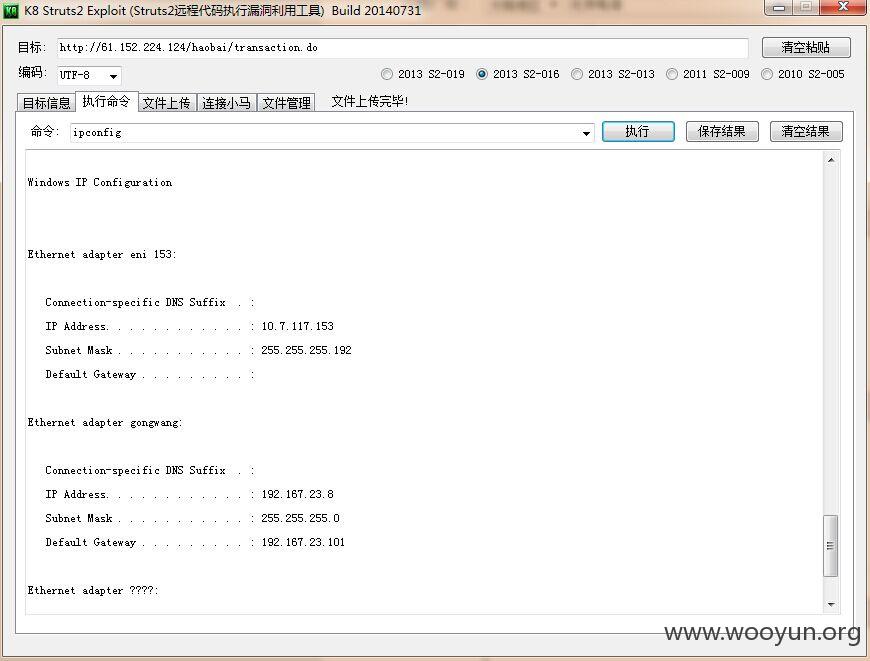 K8 Struts2 Exploit (Struts2远程代码执行漏洞利用工具) Build 20140731
目标: http://61.152.224.124/haobai/transaction.do 清空粘贴
编码: UTF-8 2013 S2-019 2013 S2-016 2013 S2-013 2011 S2-009 2010 S2-005
目标信息 执行命令 文件上传 连接小马 文件管理 文件上传完毕!
命令: ipconfig 执行 保存结果 清空结果
Windows IP Configuration
Ethernet adapter eni 153:
Connection-specific DNS Suffix . :
IP Address. . . . . . . . . . . . : 10.7.117.153
Subnet Mask . . . . . . . . . . . : 255.255.255.192
Default Gateway . . . . . . . . . :
Ethernet adapter gongwang:
Connection-specific DNS Suffix . :
IP Address. . . . . . . . . . . . : 192.167.23.8
Subnet Mask . . . . . . . . . . . : 255.255.255.0
Default Gateway . . . . . . . . . : 192.167.23.101
Ethernet adapter ????:
www.wooyun.org